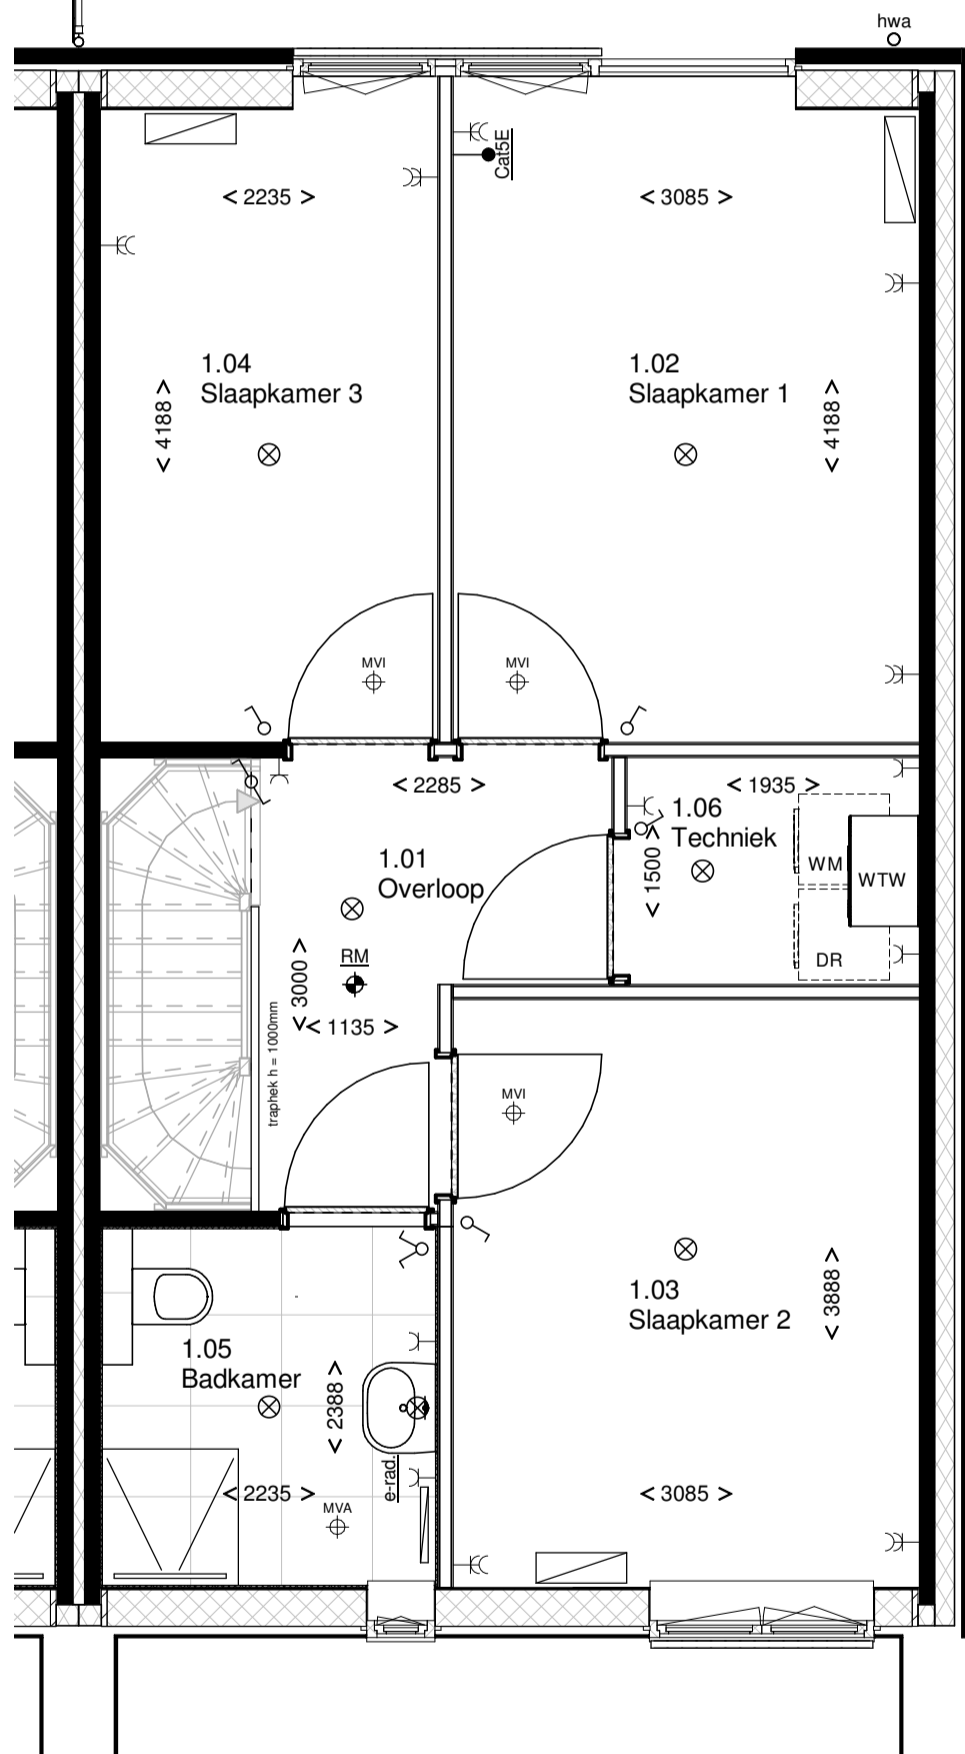 hwa
Cat5E
< 2235 >
< 3085 >
1.04
Slaapkamer 3
1.02
Slaapkamer 1
< 4188 >
< 4188 >
MVI
MVI
< 2285 >
< 1935 >
1.06
Techniek
1.01
Overloop
< 1500 >
WM
WTW
RM
DR
< 3000 >
< 1135 >
traphek h = 1000mm
MVI
1.03
Slaapkamer 2
< 3888 >
1.05
Badkamer
< 2388 >
e-rad.
< 2235 >
MVA
< 3085 >